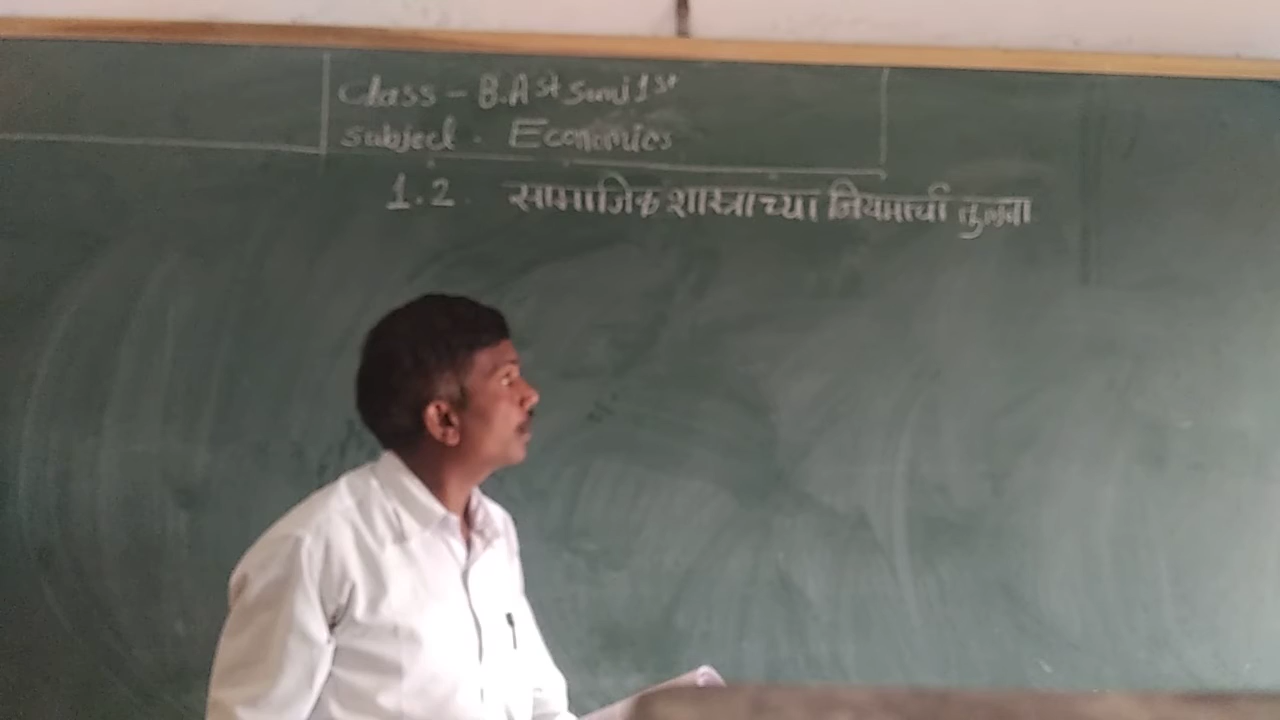 Class - B.A 1st Sem 1st
Subject - Economics
1.2 सामाजिक शास्त्राच्या नियमाची तुलना